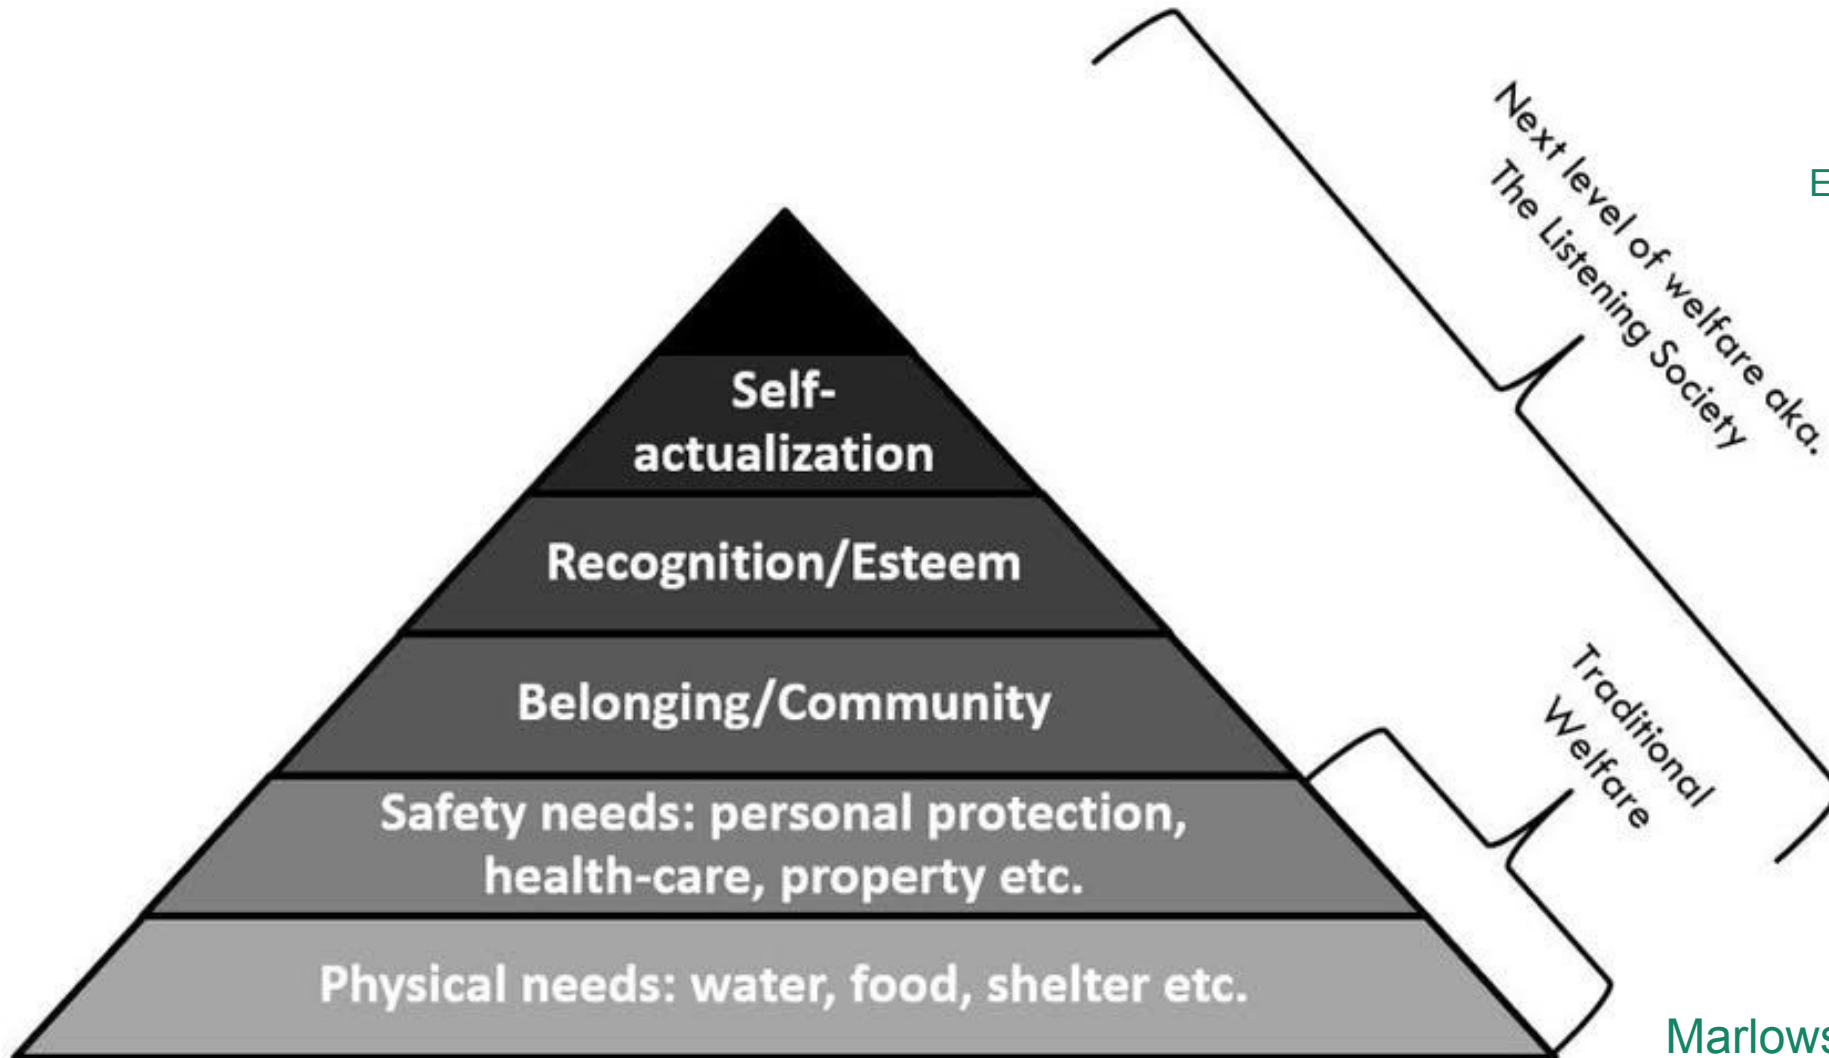 Next level of welfare aka.
The Listening Society
E
Self-
actualization
Recognition/Esteem
Belonging/Community
Traditional
Welfare
Safety needs: personal protection,
health-care, property etc.
Physical needs: water, food, shelter etc.
Marlows